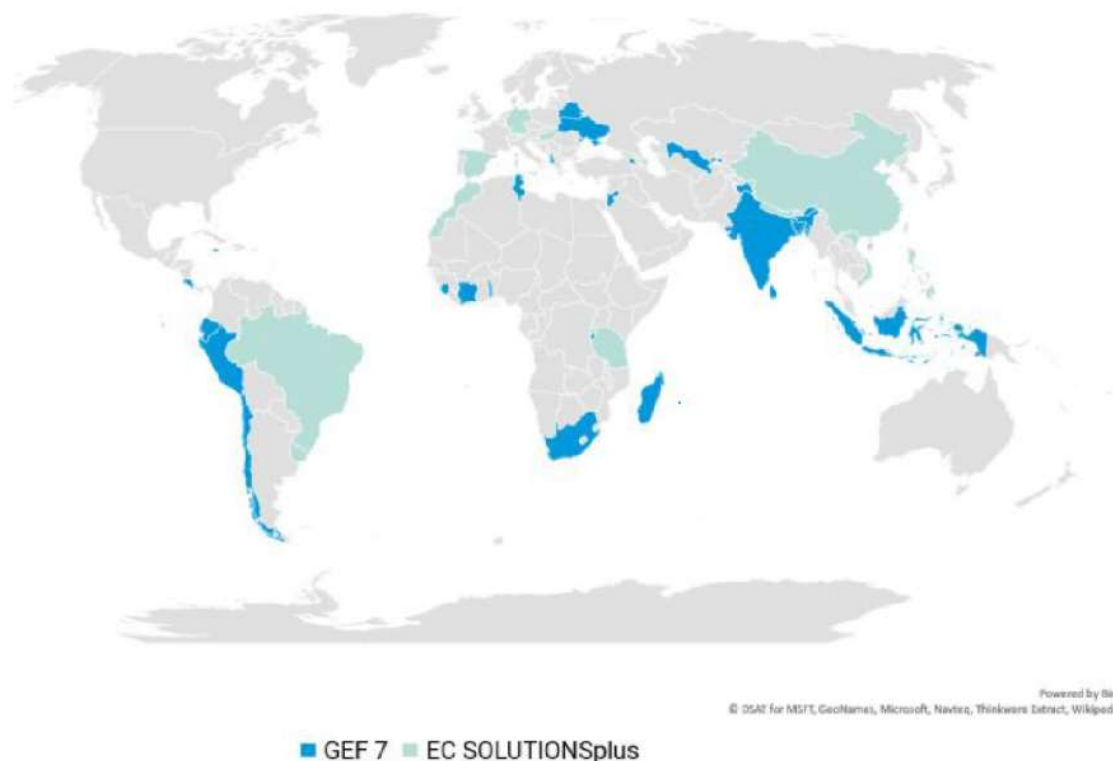 Powered by Bi
© DSAT for MSFT, GeoNames, Microsoft, Navteq, Thinkware Extract, Wikiped
GEF 7 EC SOLUTIONSplus